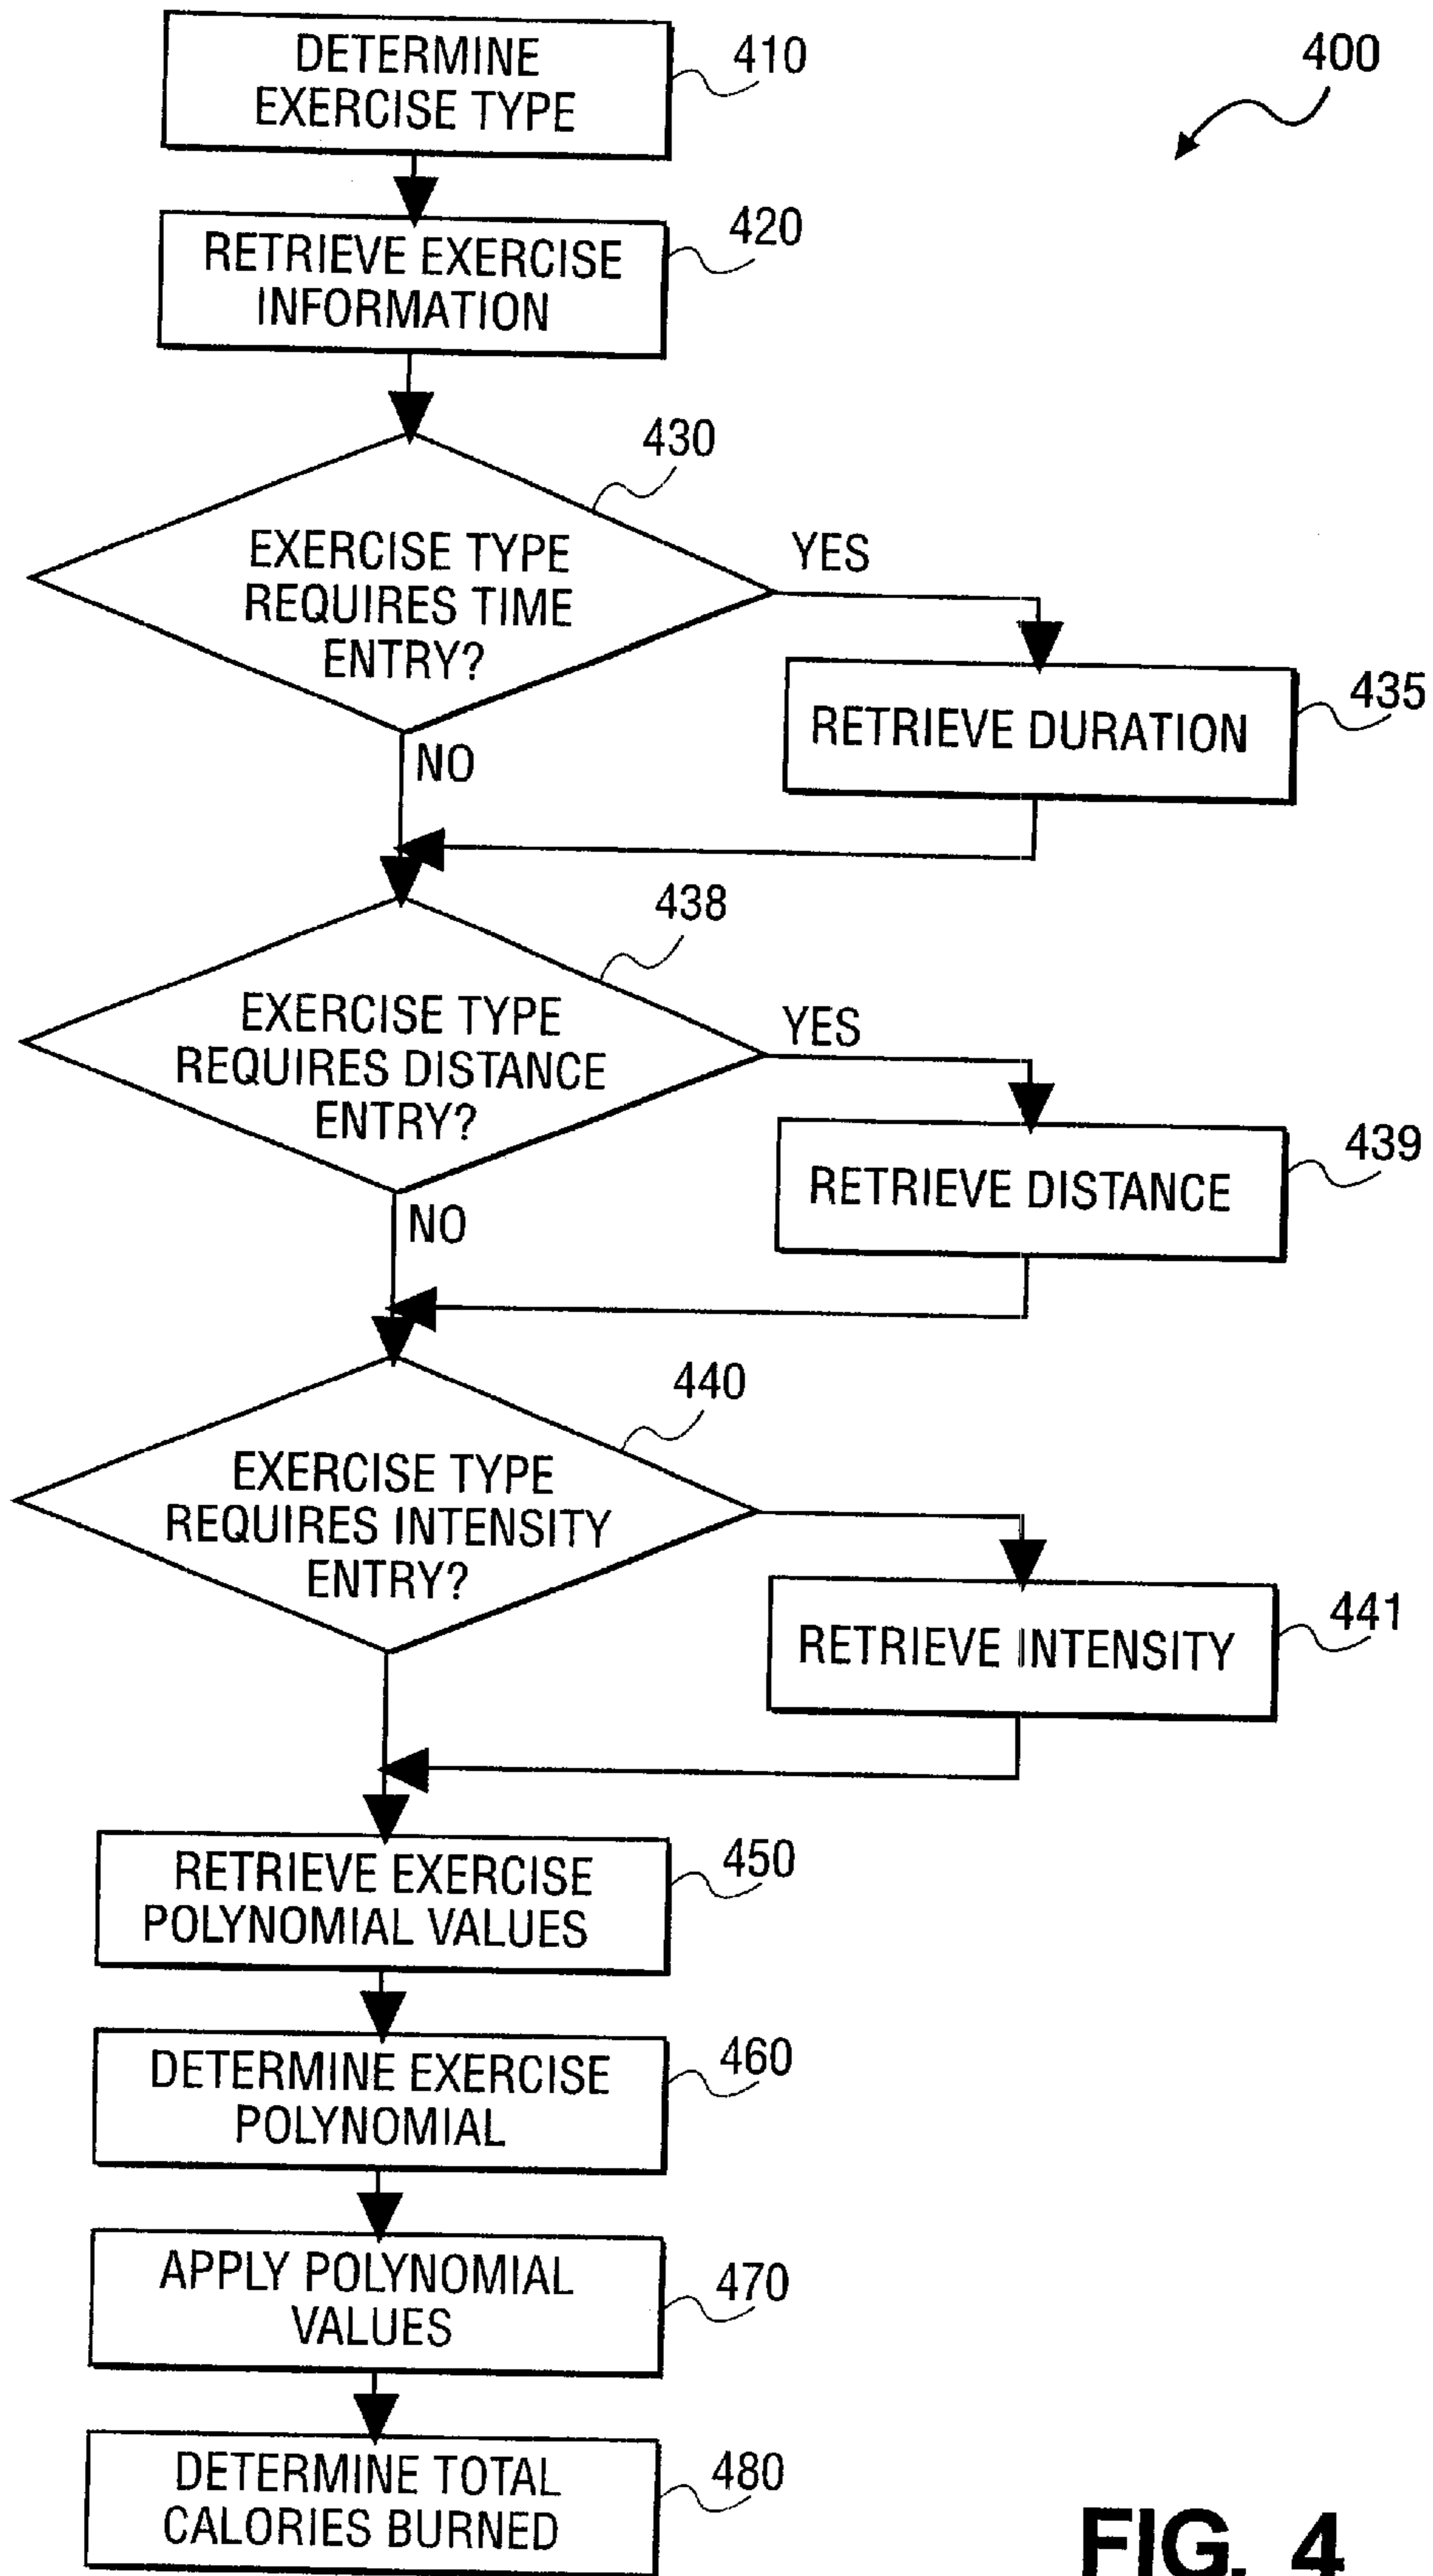 DETERMINE
EXERCISE TYPE
410
400
RETRIEVE EXERCISE
INFORMATION
420
430
EXERCISE TYPE
REQUIRES TIME
ENTRY?
YES
RETRIEVE DURATION
435
NO
438
EXERCISE TYPE
REQUIRES DISTANCE
ENTRY?
YES
RETRIEVE DISTANCE
439
NO
440
EXERCISE TYPE
REQUIRES INTENSITY
ENTRY?
RETRIEVE INTENSITY
441
RETRIEVE EXERCISE
POLYNOMIAL VALUES
450
DETERMINE EXERCISE
POLYNOMIAL
460
APPLY POLYNOMIAL
VALUES
470
DETERMINE TOTAL
CALORIES BURNED
480
FIG. 4